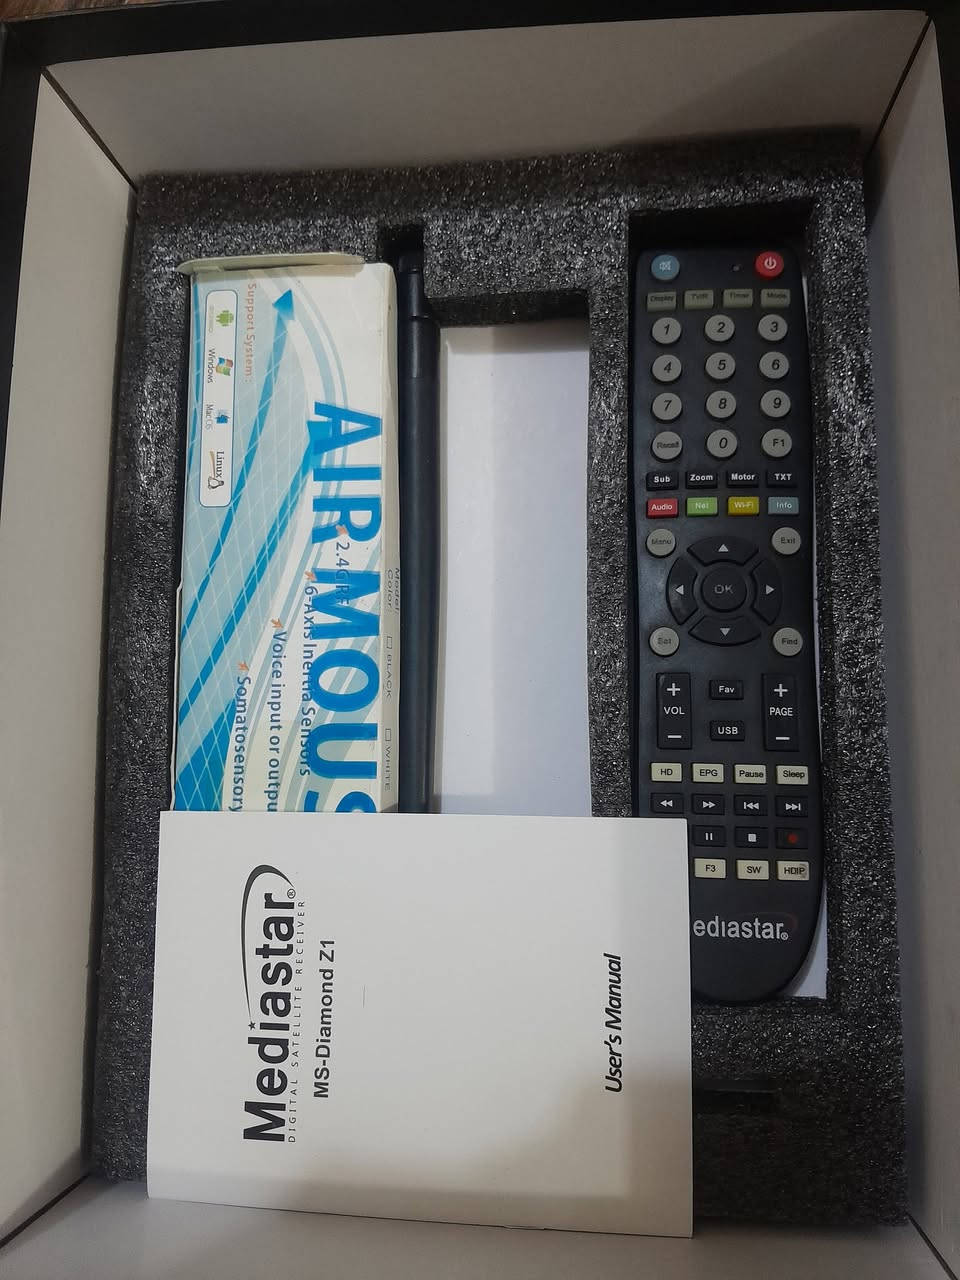 Support System :
Windows
Mac OS
Linux
AIR MOUS
2.4G RF
6-Axis Inertia Sensors
Voice input or outpu
Somatosensory
Model:
Color:
BLACK
WHITE
Mediastar®
DIGITAL SATELLITE RECEIVER
MS-Diamond Z1
User's Manual
Display TV/R Timer Mode
1 2 3
4 5 6
7 8 9
Recall 0 F1
Sub Zoom Motor TXT
Audio Net Wi-Fi Info
Menu Exit
OK
Sat Find
+ Fav +
VOL USB PAGE
− −
HD EPG Pause Sleep
F3 SW HDIP
ediastar®